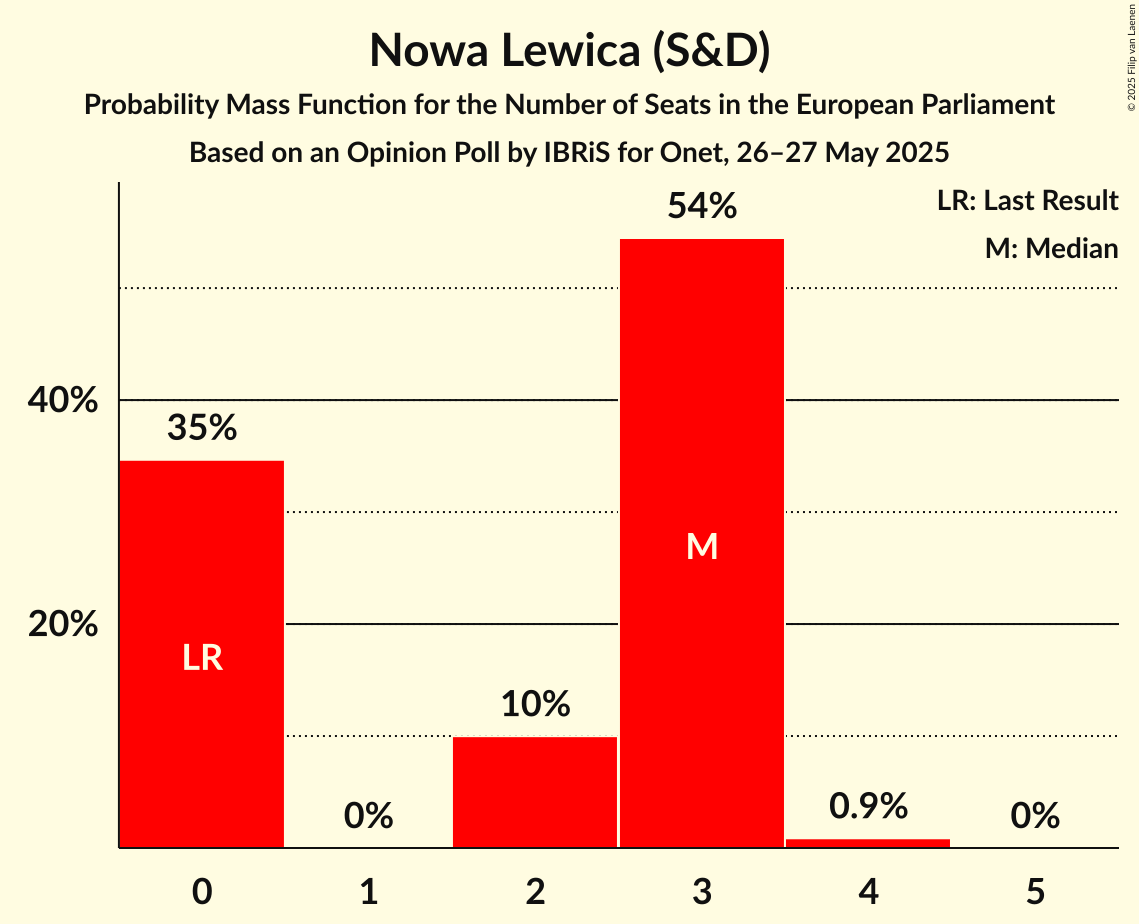 Nowa Lewica (S&D)
Probability Mass Function for the Number of Seats in the European Parliament
Based on an Opinion Poll by IBRiS for Onet, 26–27 May 2025
© 2025 Filip van Laenen
LR: Last Result
M: Median
54%
40%
35%
M
20%
LR
10%
0%
0.9%
0%
0 1 2 3 4 5